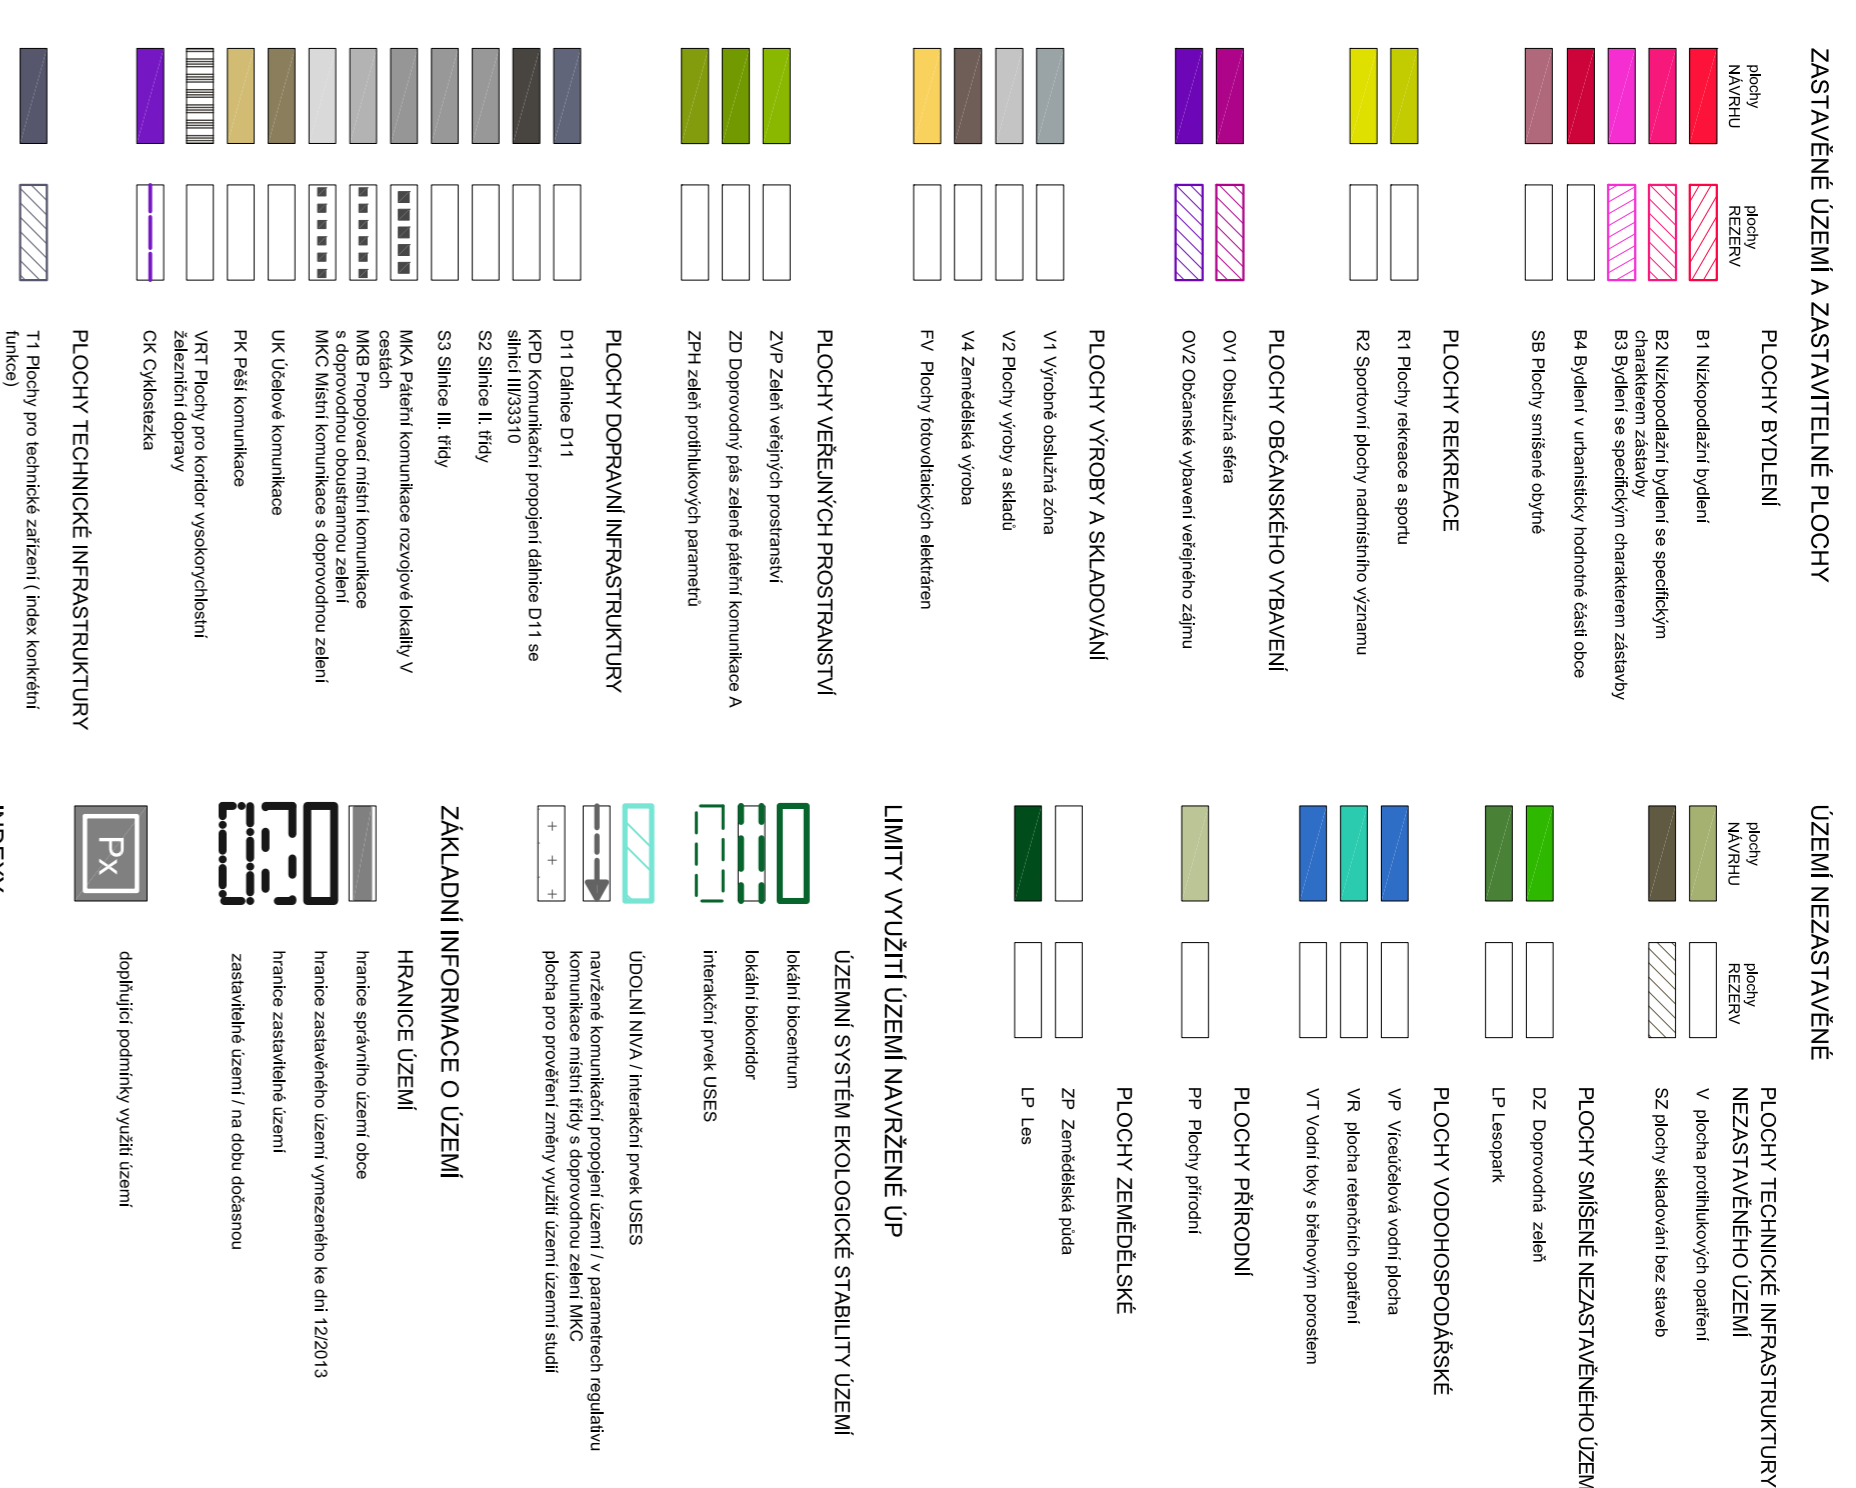 ZASTAVĚNÉ ÚZEMÍ A ZASTAVITELNÉ PLOCHY
plochy
NÁVRHU
plochy
REZERV
PLOCHY BYDLENÍ
B1 Nízkopodlažní bydlení
B2 Nízkopodlažní bydlení se specifickým
charakterem zástavby
B3 Bydlení se specifickým charakterem zástavby
B4 Bydlení v urbanisticky hodnotné části obce
SB Plochy smíšené obytné
PLOCHY REKREACE
R1 Plochy rekreace a sportu
R2 Sportovní plochy nadmístního významu
PLOCHY OBČANSKÉHO VYBAVENÍ
OV1 Obslužná sféra
OV2 Občanské vybavení veřejného zájmu
PLOCHY VÝROBY A SKLADOVÁNÍ
V1 Výrobně obslužná zóna
V2 Plochy výroby a skladů
V4 Zemědělská výroba
FV Plochy fotovoltaických elektráren
PLOCHY VEŘEJNÝCH PROSTRANSTVÍ
ZVP Zeleň veřejných prostranství
ZD Doprovodný pás zeleně páteřní komunikace A
ZPH zeleň protihlukových parametrů
PLOCHY DOPRAVNÍ INFRASTRUKTURY
D11 Dálnice D11
KPD Komunikační propojení dálnice D11 se
silnicí III/33310
S2 Silnice II. třídy
S3 Silnice III. třídy
MKA Páteřní komunikace rozvojové lokality V
cestách
MKB Propojovací místní komunikace
s doprovodnou oboustrannou zelení
MKC Místní komunikace s doprovodnou zelení
UK Účelové komunikace
PK Pěší komunikace
VRT Plochy pro koridor vysokorychlostní
železniční dopravy
CK Cyklostezka
PLOCHY TECHNICKÉ INFRASTRUKTURY
T1 Plochy pro technické zařízení ( index konkrétní
funkce)
ÚZEMÍ NEZASTAVĚNÉ
plochy
NÁVRHU
plochy
REZERV
PLOCHY TECHNICKÉ INFRASTRUKTURY
NEZASTAVĚNÉHO ÚZEMÍ
V plocha protihlukových opatření
SZ plochy skladování bez staveb
PLOCHY SMÍŠENÉ NEZASTAVĚNÉHO ÚZEM
DZ Doprovodná zeleň
LP Lesopark
PLOCHY VODOHOSPODÁŘSKÉ
VP Víceúčelová vodní plocha
VR plocha retenčních opatření
VT Vodní toky s břehovým porostem
PLOCHY PŘÍRODNÍ
PP Plochy přírodní
PLOCHY ZEMĚDĚLSKÉ
ZP Zemědělská půda
LP Les
LIMITY VYUŽITÍ ÚZEMÍ NAVRŽENÉ ÚP
ÚZEMNÍ SYSTÉM EKOLOGICKÉ STABILITY ÚZEMÍ
lokální biocentrum
lokální biokoridor
interakční prvek USES
ÚDOLNÍ NIVA / interakční prvek USES
navržené komunikační propojení území / v parametrech regulativu
komunikace místní třídy s doprovodnou zelení MKC
plocha pro prověření změny využití území územní studií
ZÁKLADNÍ INFORMACE O ÚZEMÍ
HRANICE ÚZEMÍ
hranice správního území obce
hranice zastavěného území vymezeného ke dni 12/2013
hranice zastavitelné území
zastavitelné území / na dobu dočasnou
Px
doplňující podmínky využití území